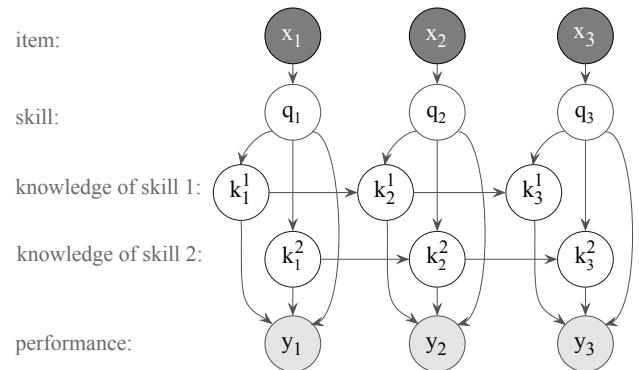 item: x₁ x₂ x₃
skill: q₁ q₂ q₃
knowledge of skill 1: k₁¹ k₂¹ k₃¹
knowledge of skill 2: k₁² k₂² k₃²
performance: y₁ y₂ y₃